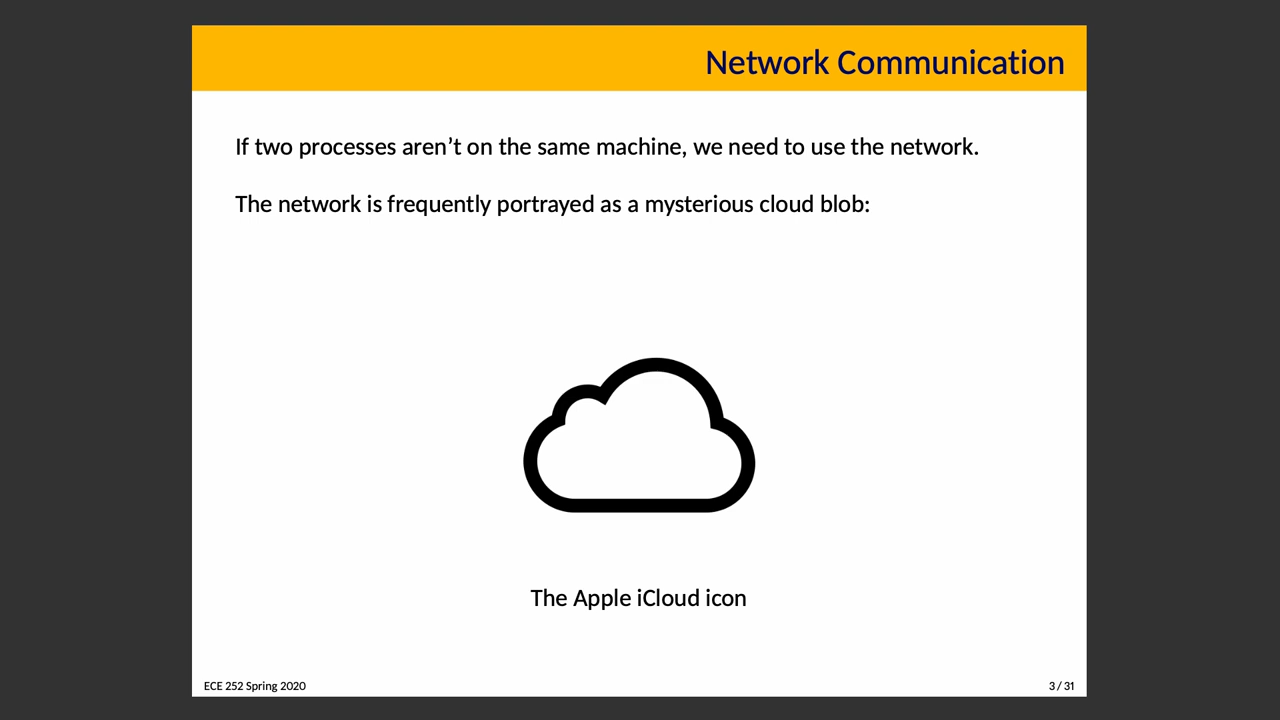 Network Communication
If two processes aren’t on the same machine, we need to use the network.
The network is frequently portrayed as a mysterious cloud blob:
The Apple iCloud icon
ECE 252 Spring 2020
3 / 31